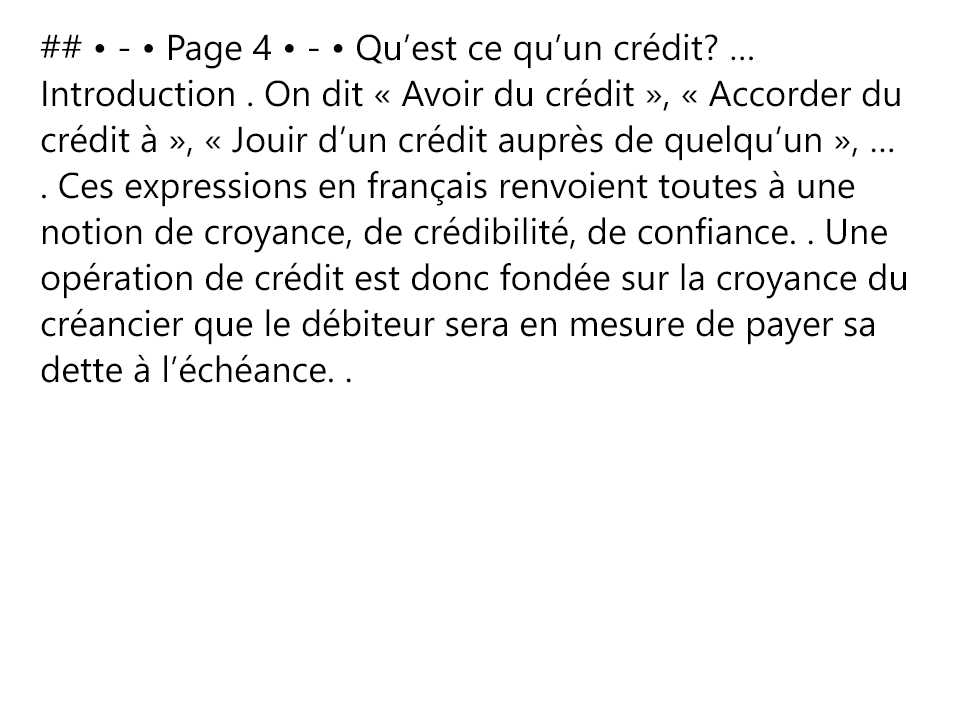 ## • - • Page 4 • - • Qu’est ce qu’un crédit? ...
Introduction . On dit « Avoir du crédit », « Accorder du
crédit à », « Jouir d’un crédit auprès de quelqu’un », ...
. Ces expressions en français renvoient toutes à une
notion de croyance, de crédibilité, de confiance. . Une
opération de crédit est donc fondée sur la croyance du
créancier que le débiteur sera en mesure de payer sa
dette à l’échéance. .